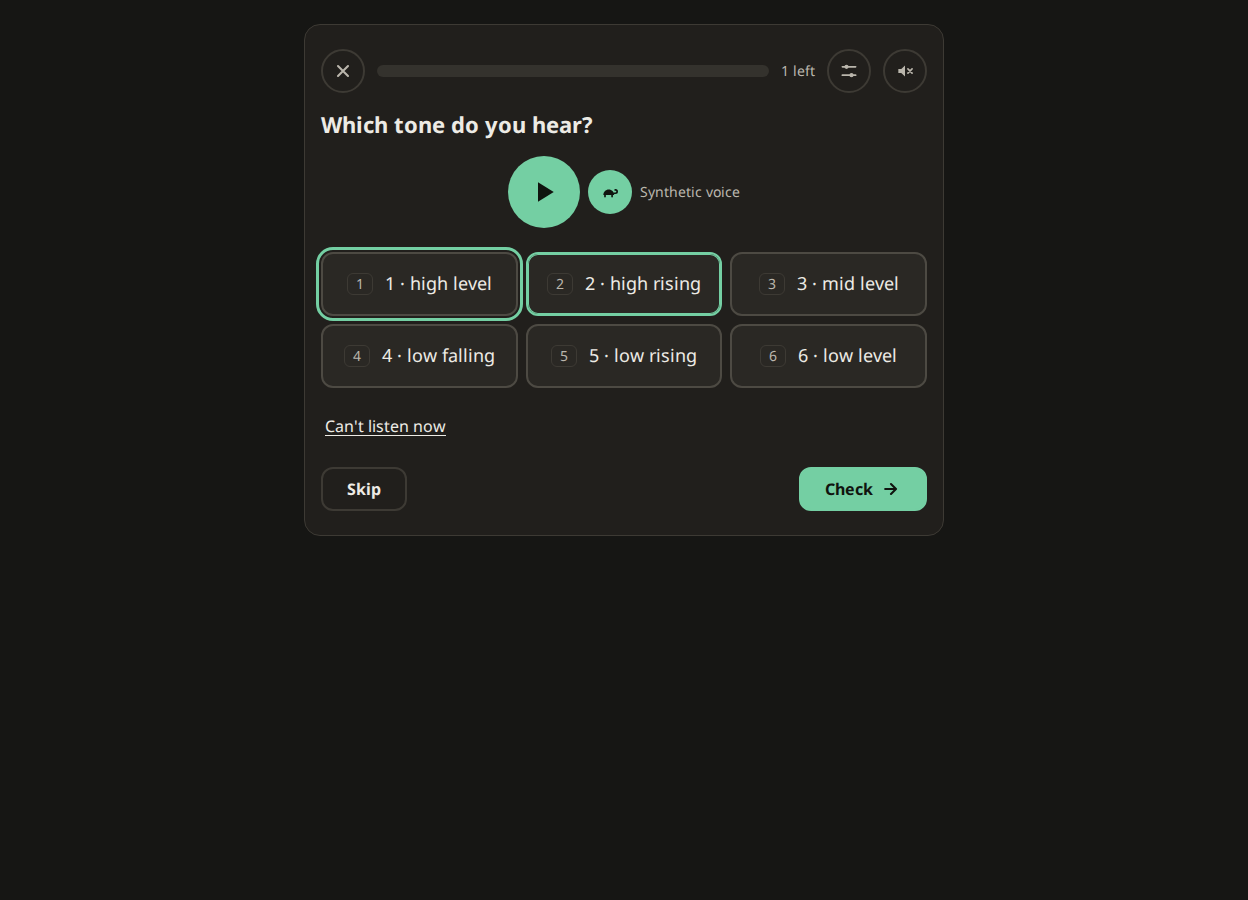 1 left
Which tone do you hear?
Synthetic voice
1 1 · high level
2 2 · high rising
3 3 · mid level
4 4 · low falling
5 5 · low rising
6 6 · low level
Can't listen now
Skip
Check →